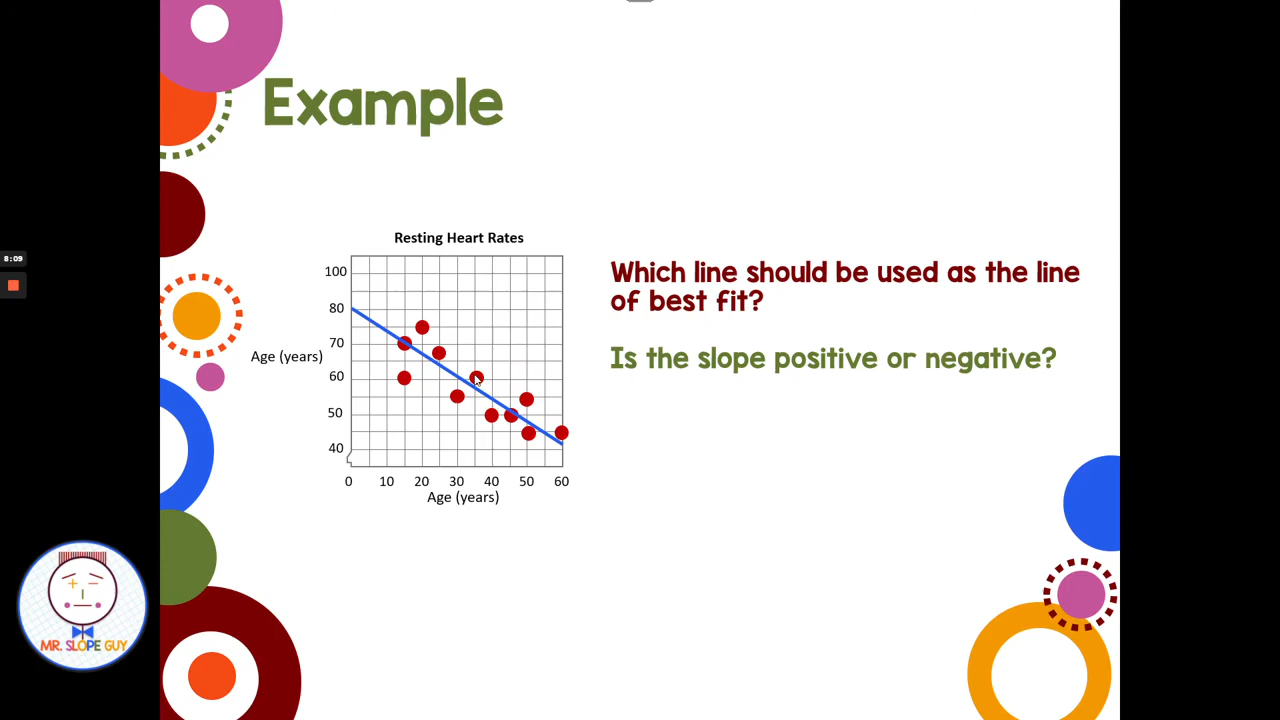 Example
8:09
Resting Heart Rates
100
80
70
60
50
40
Age (years)
0 10 20 30 40 50 60
Age (years)
Which line should be used as the line
of best fit?
Is the slope positive or negative?
MR. SLOPE GUY